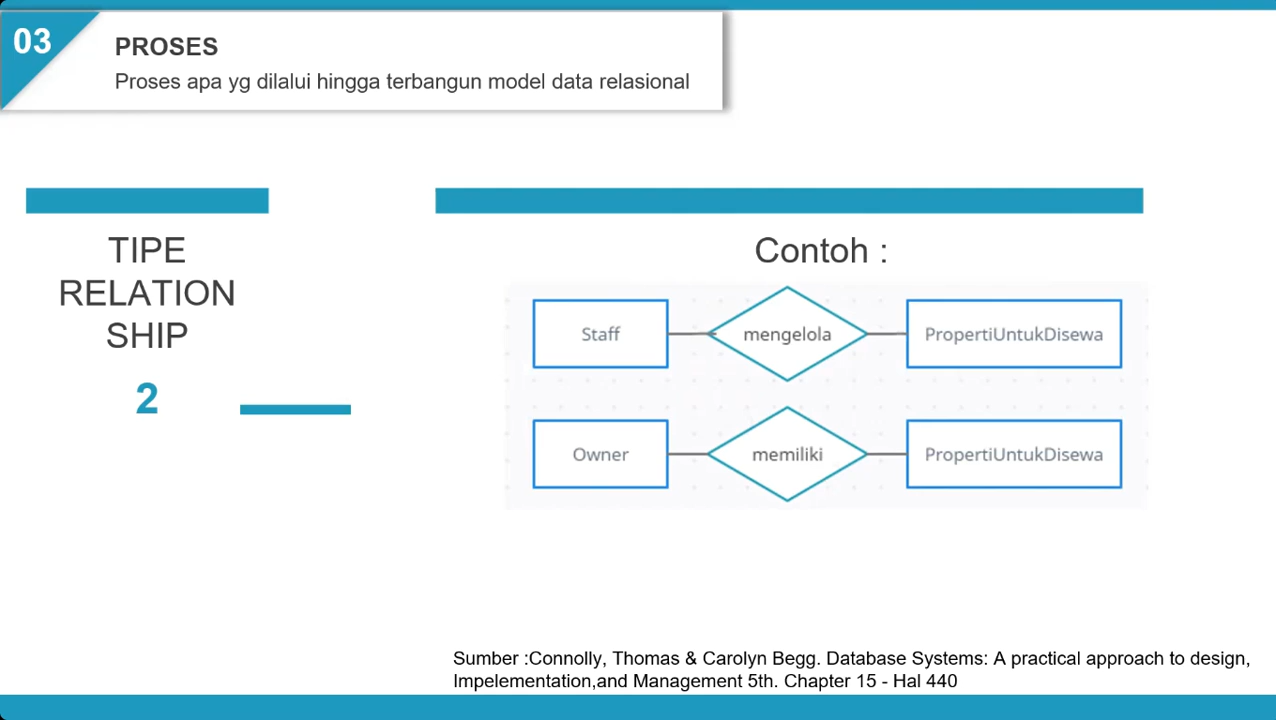 03
PROSES
Proses apa yg dilalui hingga terbangun model data relasional
TIPE
RELATION
SHIP
2
Contoh :
Staff mengelola PropertiUntukDisewa
Owner memiliki PropertiUntukDisewa
Sumber :Connolly, Thomas & Carolyn Begg. Database Systems: A practical approach to design,
Impelementation,and Management 5th. Chapter 15 - Hal 440